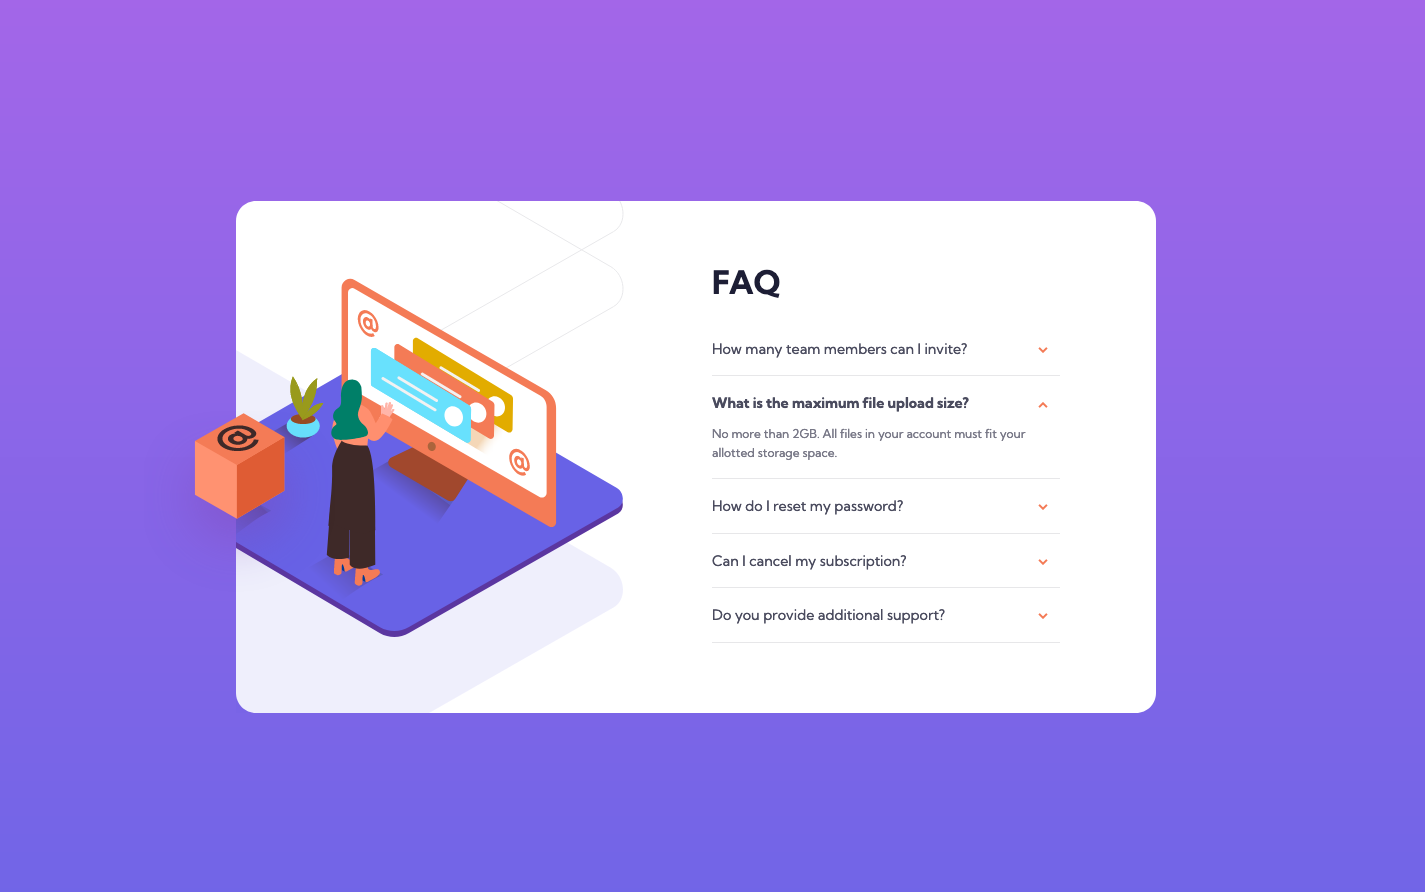 FAQ
How many team members can I invite?
What is the maximum file upload size?
No more than 2GB. All files in your account must fit your
allotted storage space.
How do I reset my password?
Can I cancel my subscription?
Do you provide additional support?
@
@
@